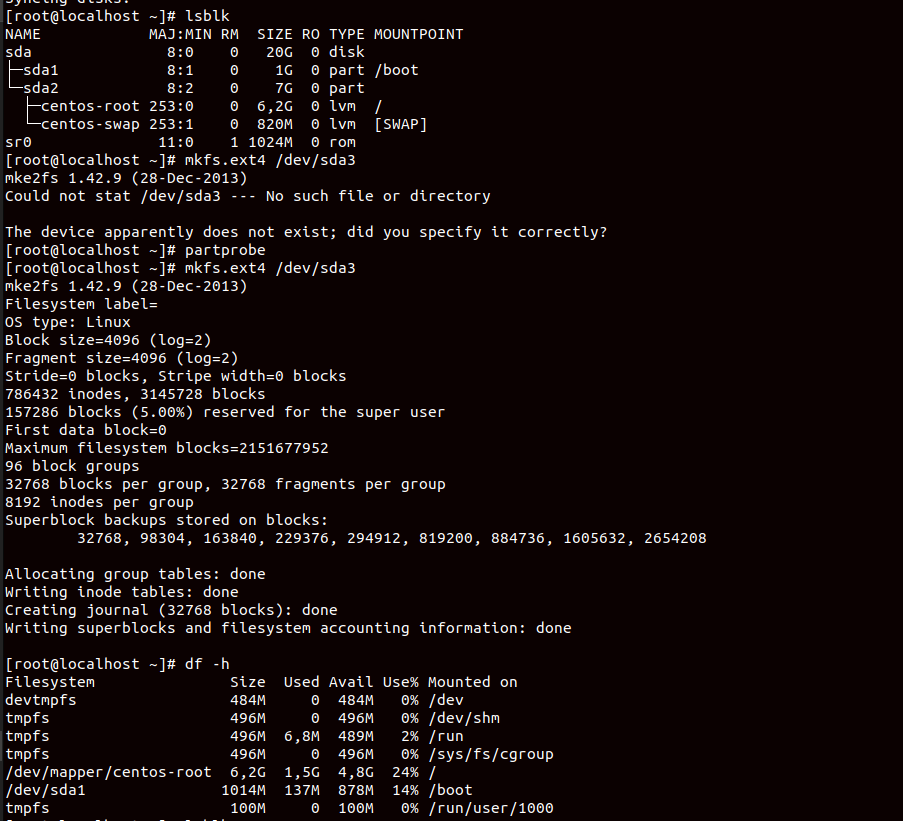 Syncing disks.
[root@localhost ~]# lsblk
NAME            MAJ:MIN RM  SIZE RO TYPE MOUNTPOINT
sda               8:0    0   20G  0 disk
├─sda1            8:1    0    1G  0 part /boot
└─sda2            8:2    0    7G  0 part
  ├─centos-root 253:0    0  6,2G  0 lvm  /
  └─centos-swap 253:1    0  820M  0 lvm  [SWAP]
sr0              11:0    1 1024M  0 rom
[root@localhost ~]# mkfs.ext4 /dev/sda3
mke2fs 1.42.9 (28-Dec-2013)
Could not stat /dev/sda3 --- No such file or directory

The device apparently does not exist; did you specify it correctly?
[root@localhost ~]# partprobe
[root@localhost ~]# mkfs.ext4 /dev/sda3
mke2fs 1.42.9 (28-Dec-2013)
Filesystem label=
OS type: Linux
Block size=4096 (log=2)
Fragment size=4096 (log=2)
Stride=0 blocks, Stripe width=0 blocks
786432 inodes, 3145728 blocks
157286 blocks (5.00%) reserved for the super user
First data block=0
Maximum filesystem blocks=2151677952
96 block groups
32768 blocks per group, 32768 fragments per group
8192 inodes per group
Superblock backups stored on blocks:
        32768, 98304, 163840, 229376, 294912, 819200, 884736, 1605632, 2654208

Allocating group tables: done
Writing inode tables: done
Creating journal (32768 blocks): done
Writing superblocks and filesystem accounting information: done

[root@localhost ~]# df -h
Filesystem               Size  Used Avail Use% Mounted on
devtmpfs                 484M     0  484M   0% /dev
tmpfs                    496M     0  496M   0% /dev/shm
tmpfs                    496M  6,8M  489M   2% /run
tmpfs                    496M     0  496M   0% /sys/fs/cgroup
/dev/mapper/centos-root  6,2G  1,5G  4,8G  24% /
/dev/sda1               1014M  137M  878M  14% /boot
tmpfs                    100M     0  100M   0% /run/user/1000